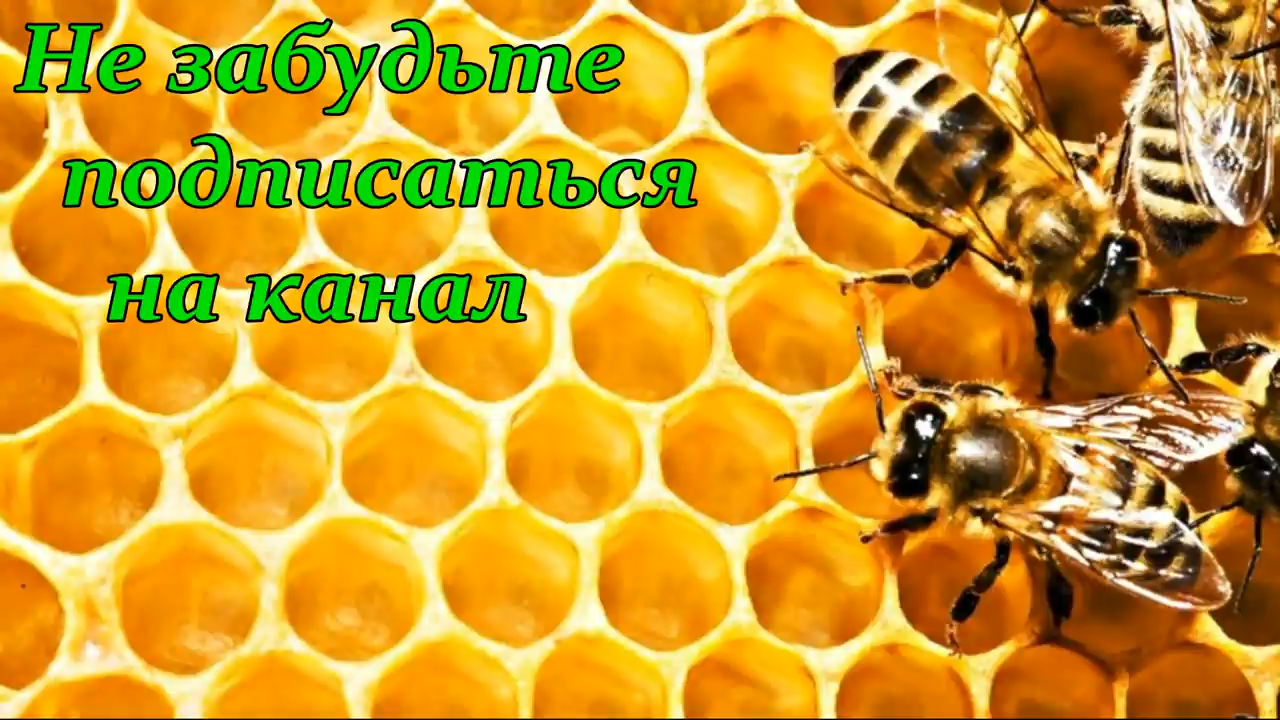 Не забудьте
подписаться
на канал